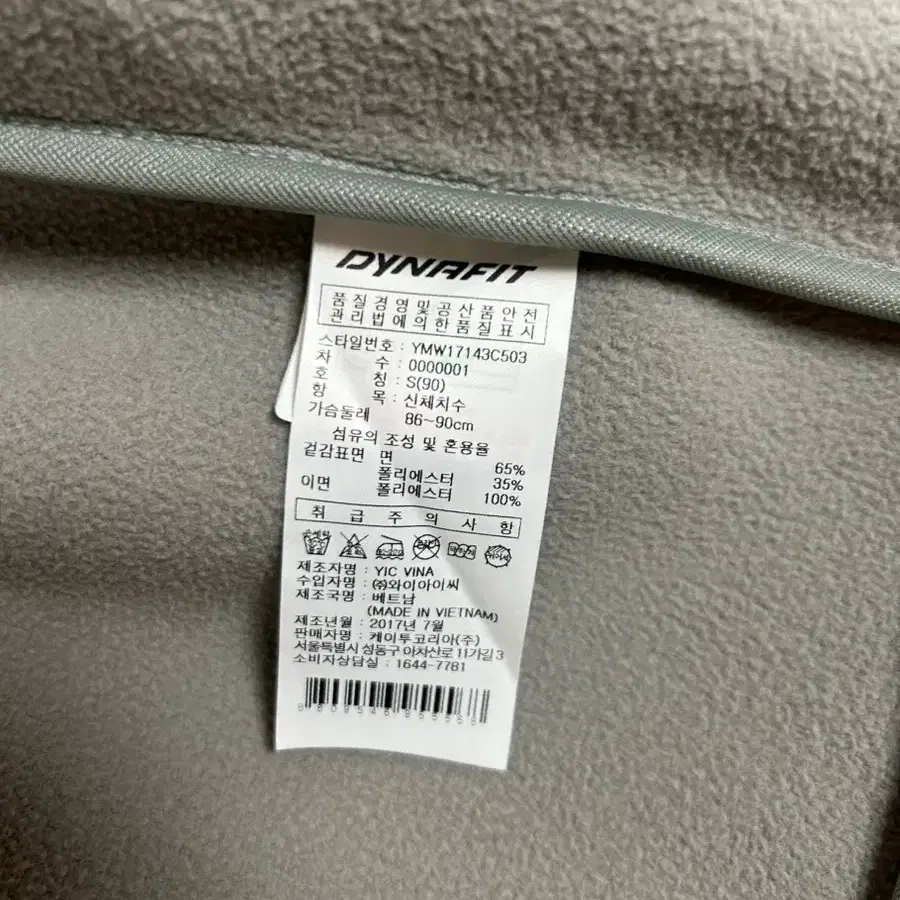 DYNAFIT
품질경영및공산품안전
관리법에의한품질표시
스타일번호 : YMW17143C503
차 수 : 0000001
호 칭 : S(90)
항 목 : 신체치수
가슴둘레 86~90cm
섬유의 조성 및 혼용율
겉감표면 면 65%
폴리에스터 35%
이면 폴리에스터 100%
취급주의사항
제조자명 : YIC VINA
수입자명 : (주)와이아이씨
제조국명 : 베트남
(MADE IN VIETNAM)
제조년월 : 2017년 7월
판매자명 : 케이투코리아(주)
서울특별시 성동구 아차산로 11가길 3
소비자상담실 : 1644-7781